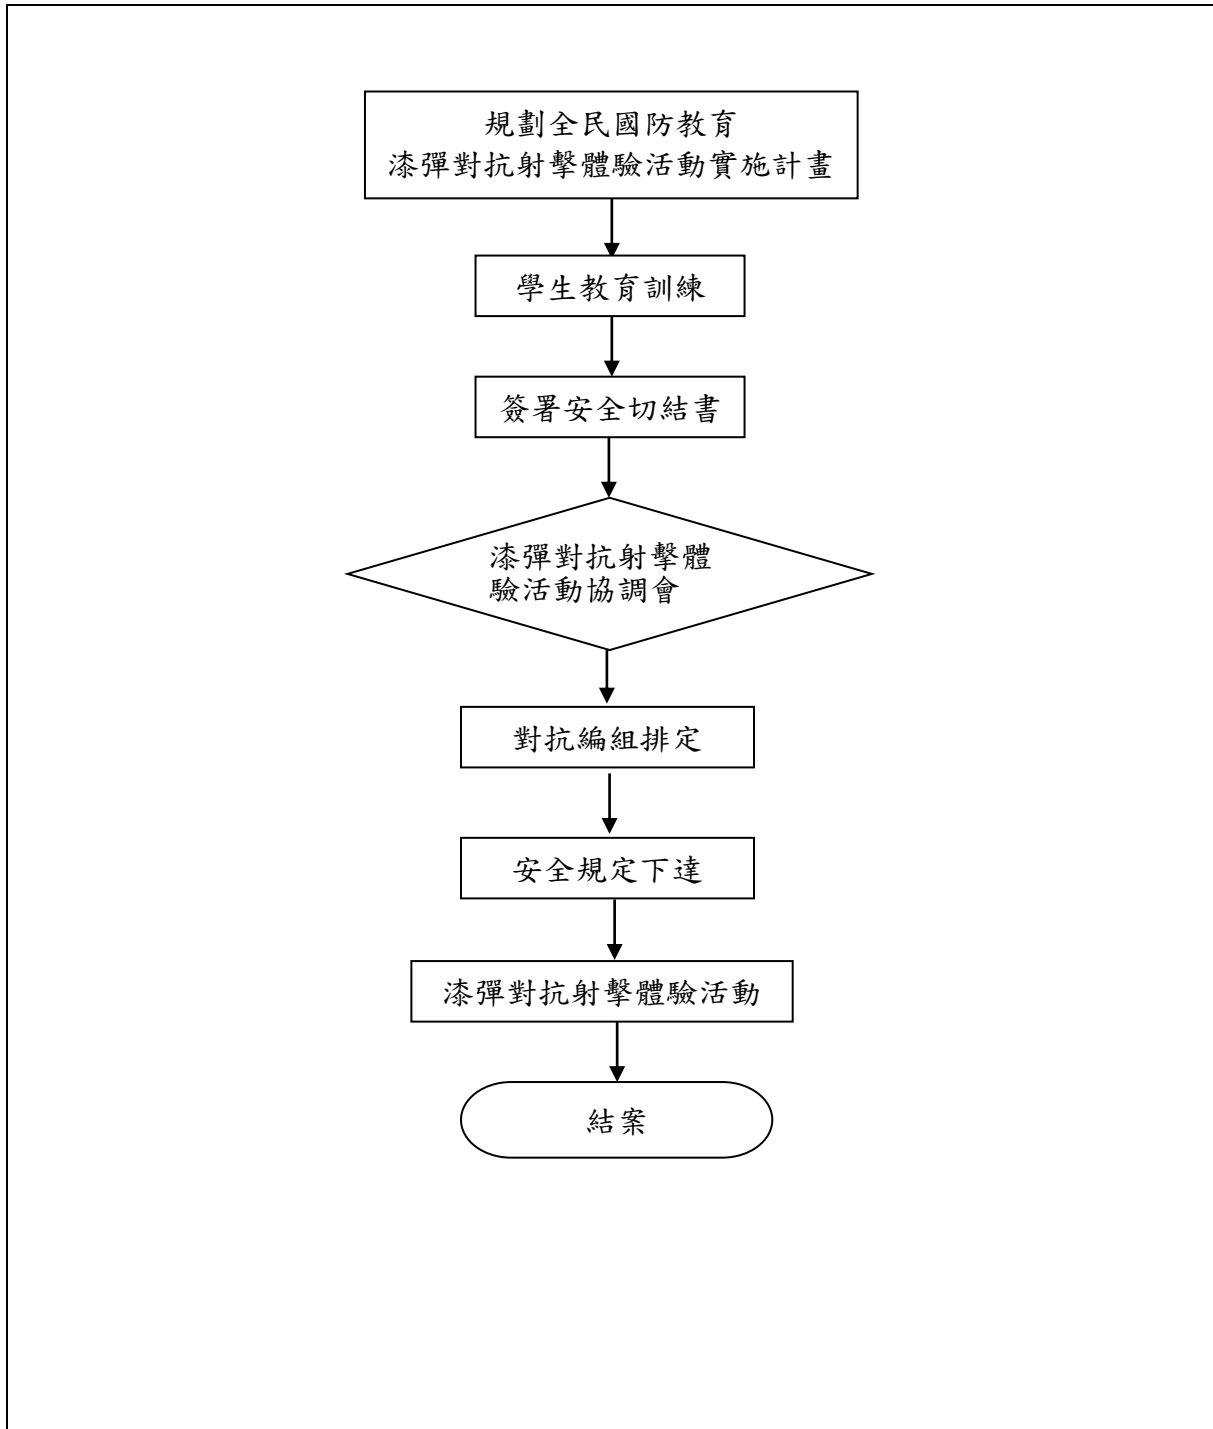 規劃全民國防教育
漆彈對抗射擊體驗活動實施計畫
學生教育訓練
簽署安全切結書
漆彈對抗射擊體
驗活動協調會
對抗編組排定
安全規定下達
漆彈對抗射擊體驗活動
結案